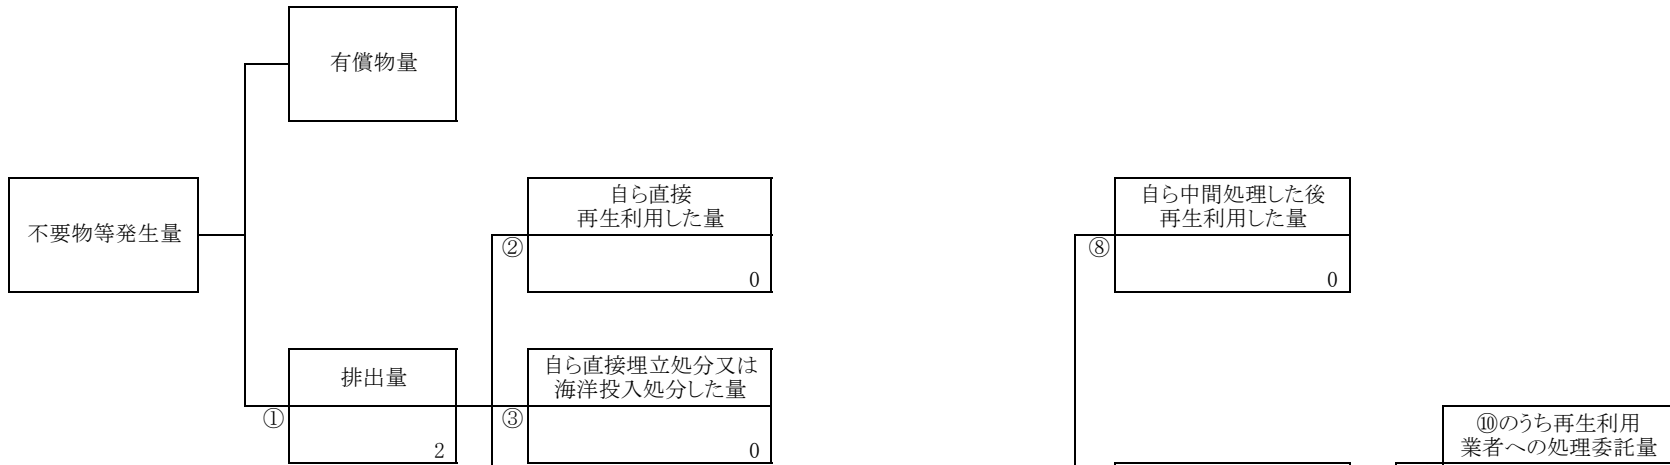 有償物量
不要物等発生量
自ら直接
再生利用した量
②
0
自ら中間処理した後
再生利用した量
⑧
0
排出量
①
2
自ら直接埋立処分又は
海洋投入処分した量
③
0
⑩のうち再生利用
業者への処理委託量